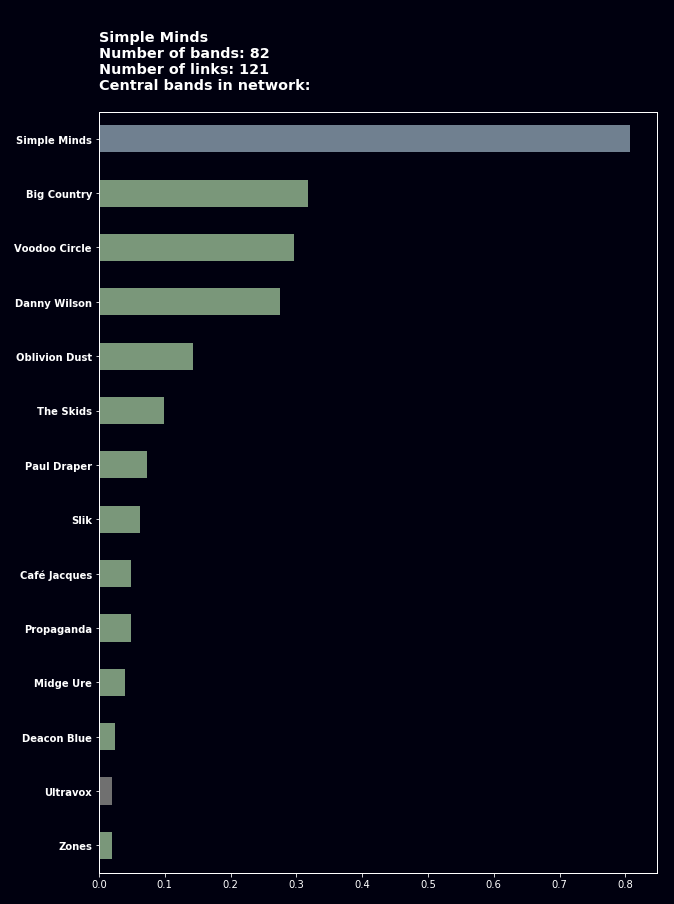 Simple Minds
Number of bands: 82
Number of links: 121
Central bands in network:
Simple Minds
Big Country
Voodoo Circle
Danny Wilson
Oblivion Dust
The Skids
Paul Draper
Slik
Café Jacques
Propaganda
Midge Ure
Deacon Blue
Ultravox
Zones
0.0 0.1 0.2 0.3 0.4 0.5 0.6 0.7 0.8